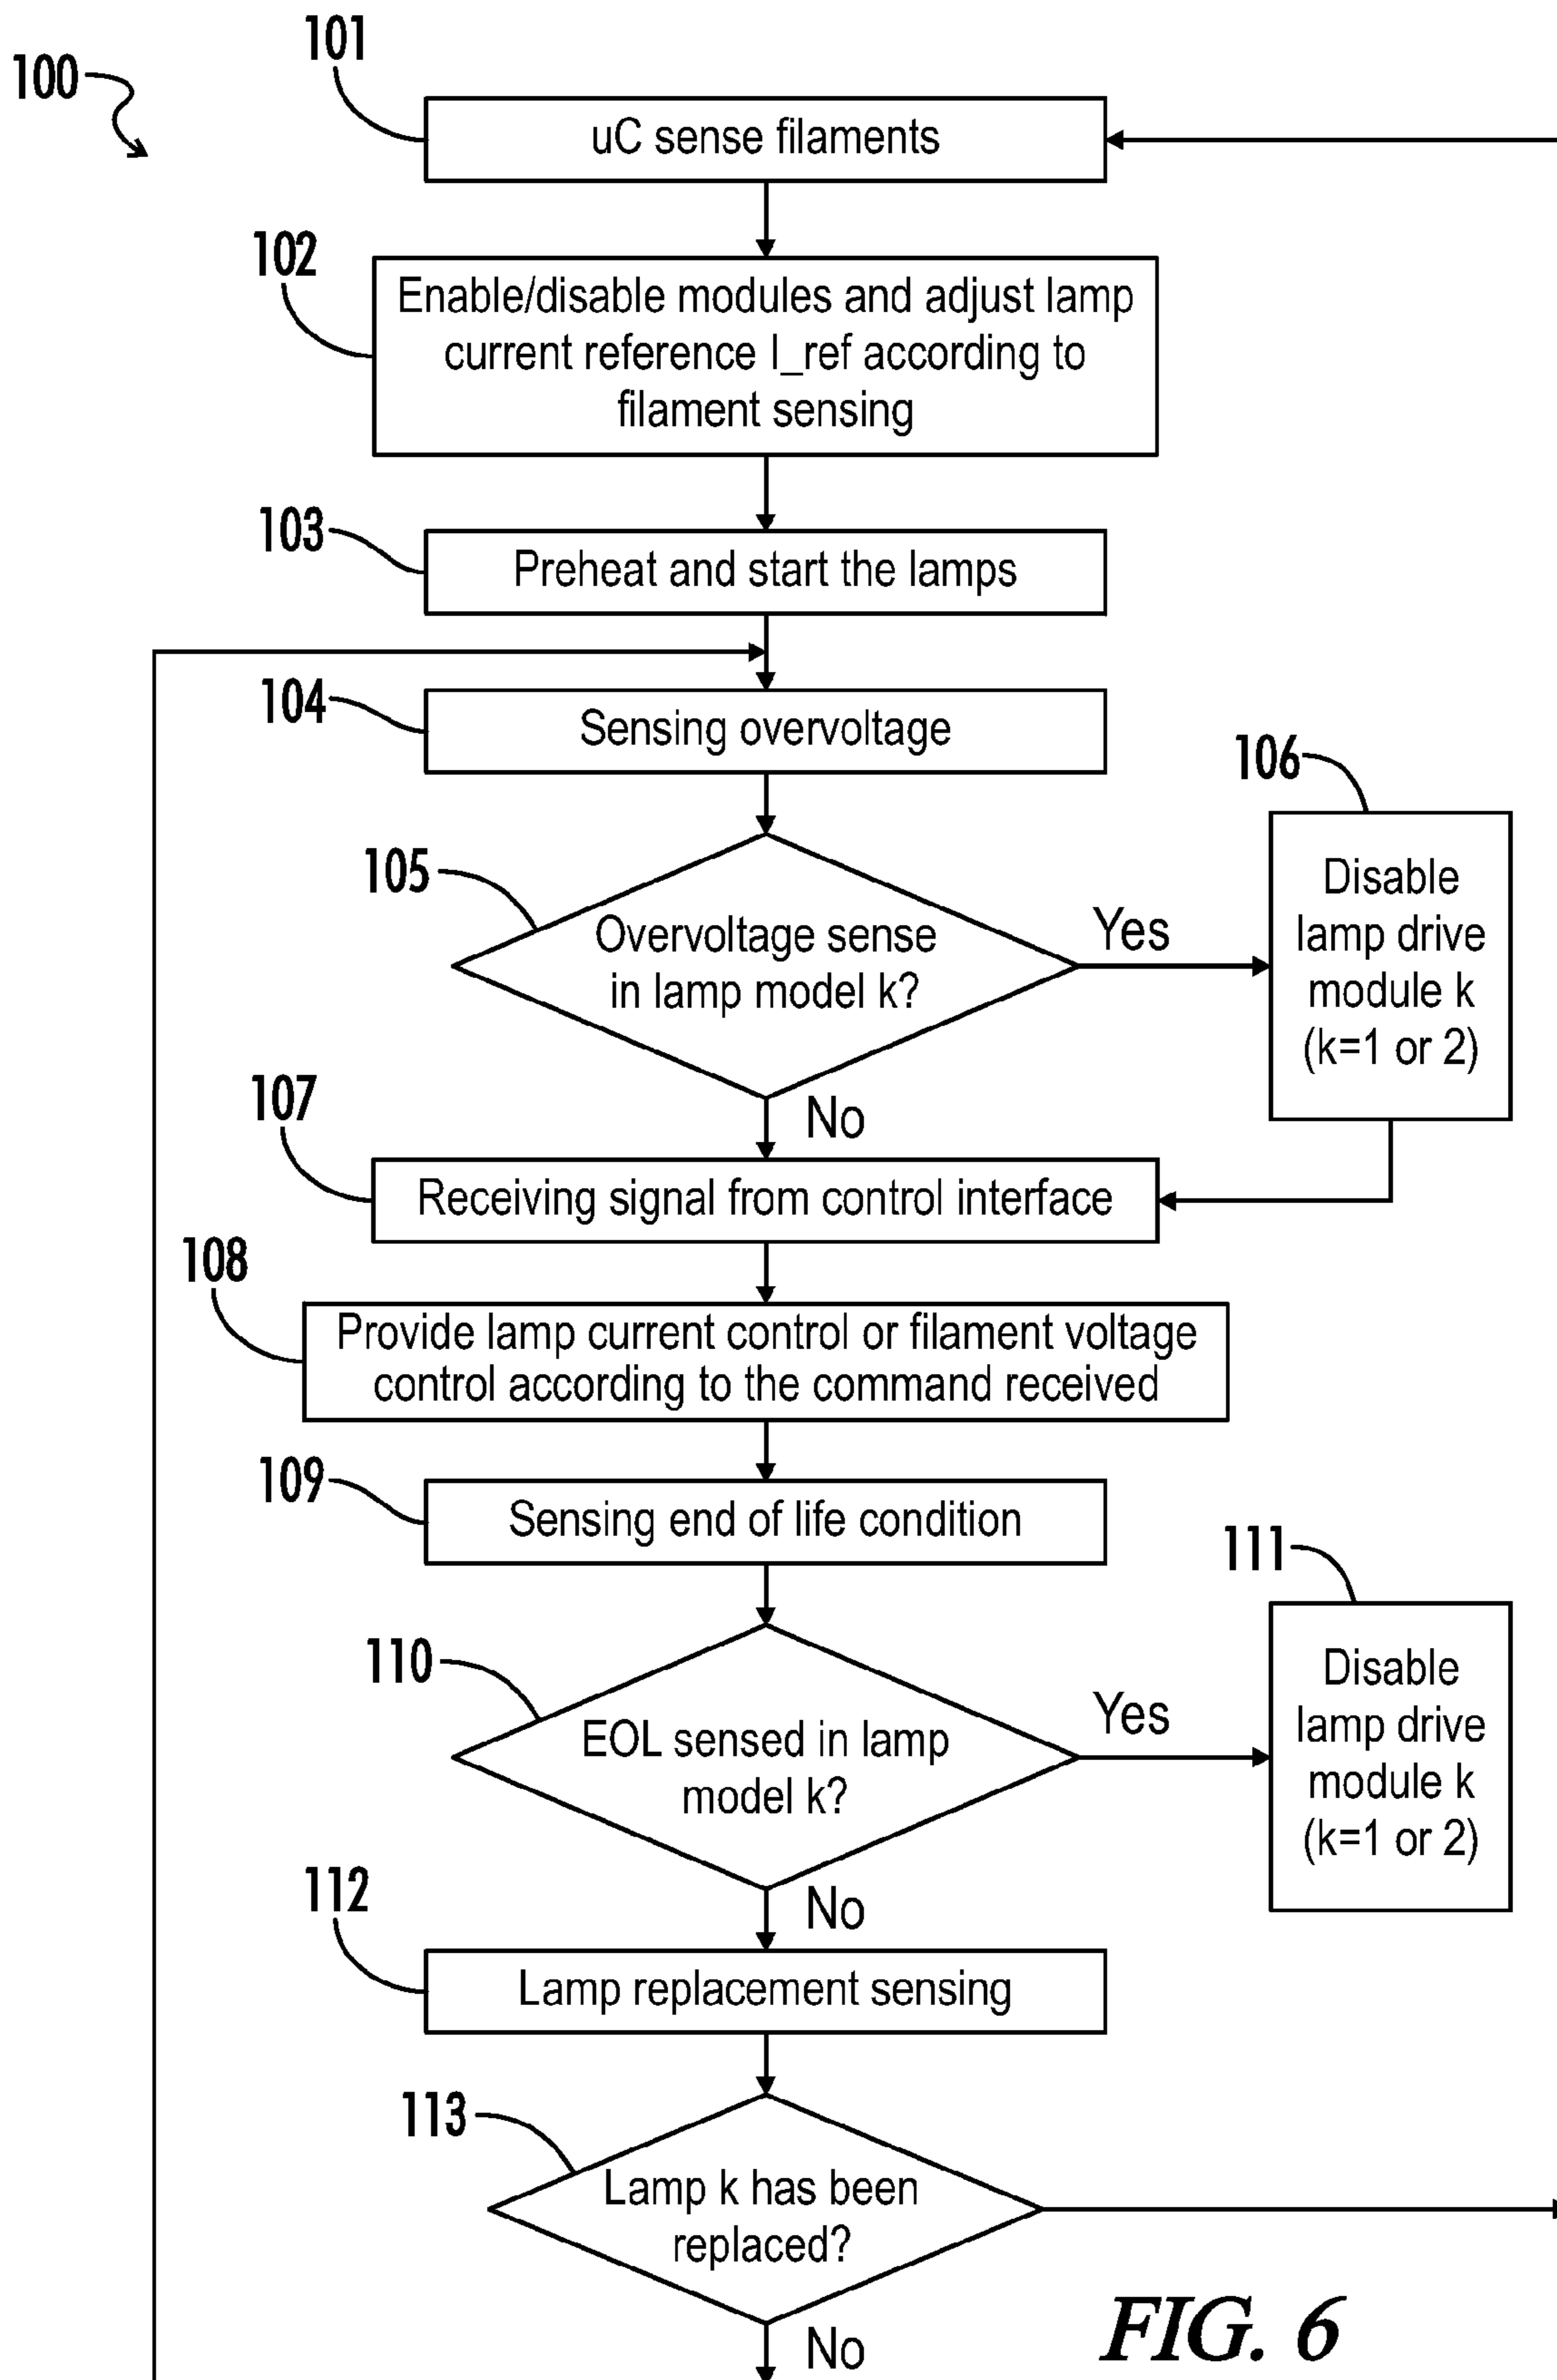 100
101
uC sense filaments
102
Enable/disable modules and adjust lamp
current reference I_ref according to
filament sensing
103
Preheat and start the lamps
104
Sensing overvoltage
105
Overvoltage sense
in lamp model k?
Yes
106
Disable
lamp drive
module k
(k=1 or 2)
No
107
Receiving signal from control interface
108
Provide lamp current control or filament voltage
control according to the command received
109
Sensing end of life condition
110
EOL sensed in lamp
model k?
Yes
111
Disable
lamp drive
module k
(k=1 or 2)
No
112
Lamp replacement sensing
113
Lamp k has been
replaced?
No
FIG. 6